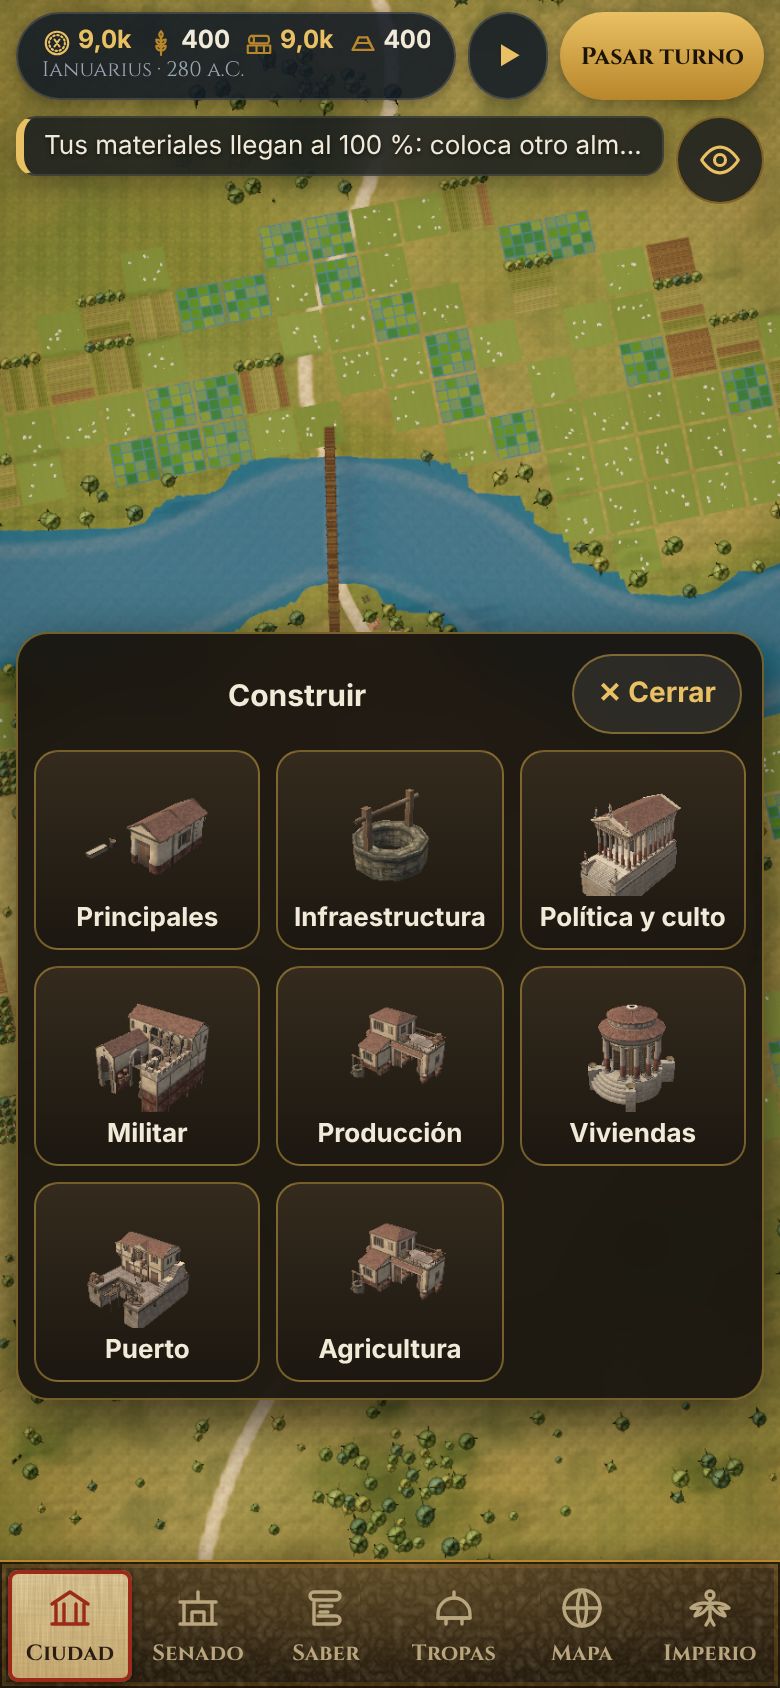 9,0k 400 9,0k 400
Ianuarius · 280 a.C.
Pasar turno
Tus materiales llegan al 100 %: coloca otro alm...
Construir
✕ Cerrar
Principales
Infraestructura
Política y culto
Militar
Producción
Viviendas
Puerto
Agricultura
Ciudad
Senado
Saber
Tropas
Mapa
Imperio